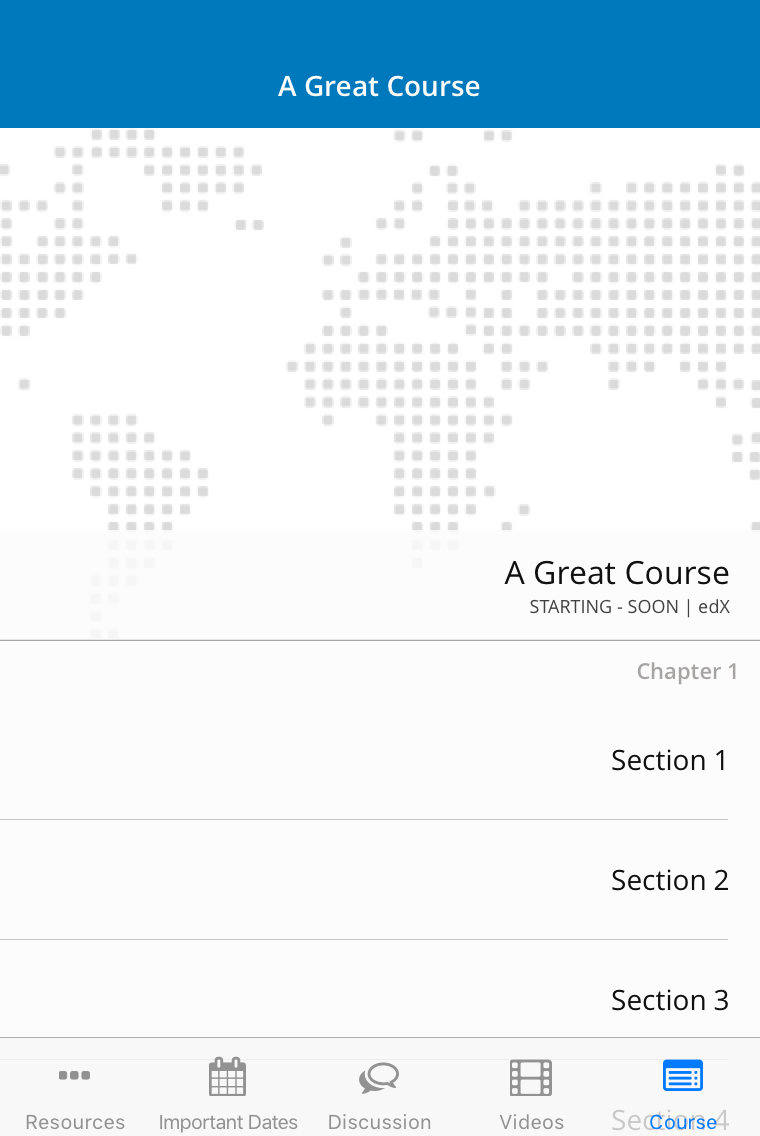 A Great Course
A Great Course
STARTING - SOON | edX
Chapter 1
Section 1
Section 2
Section 3
Section 4
Resources
Important Dates
Discussion
Videos
Course